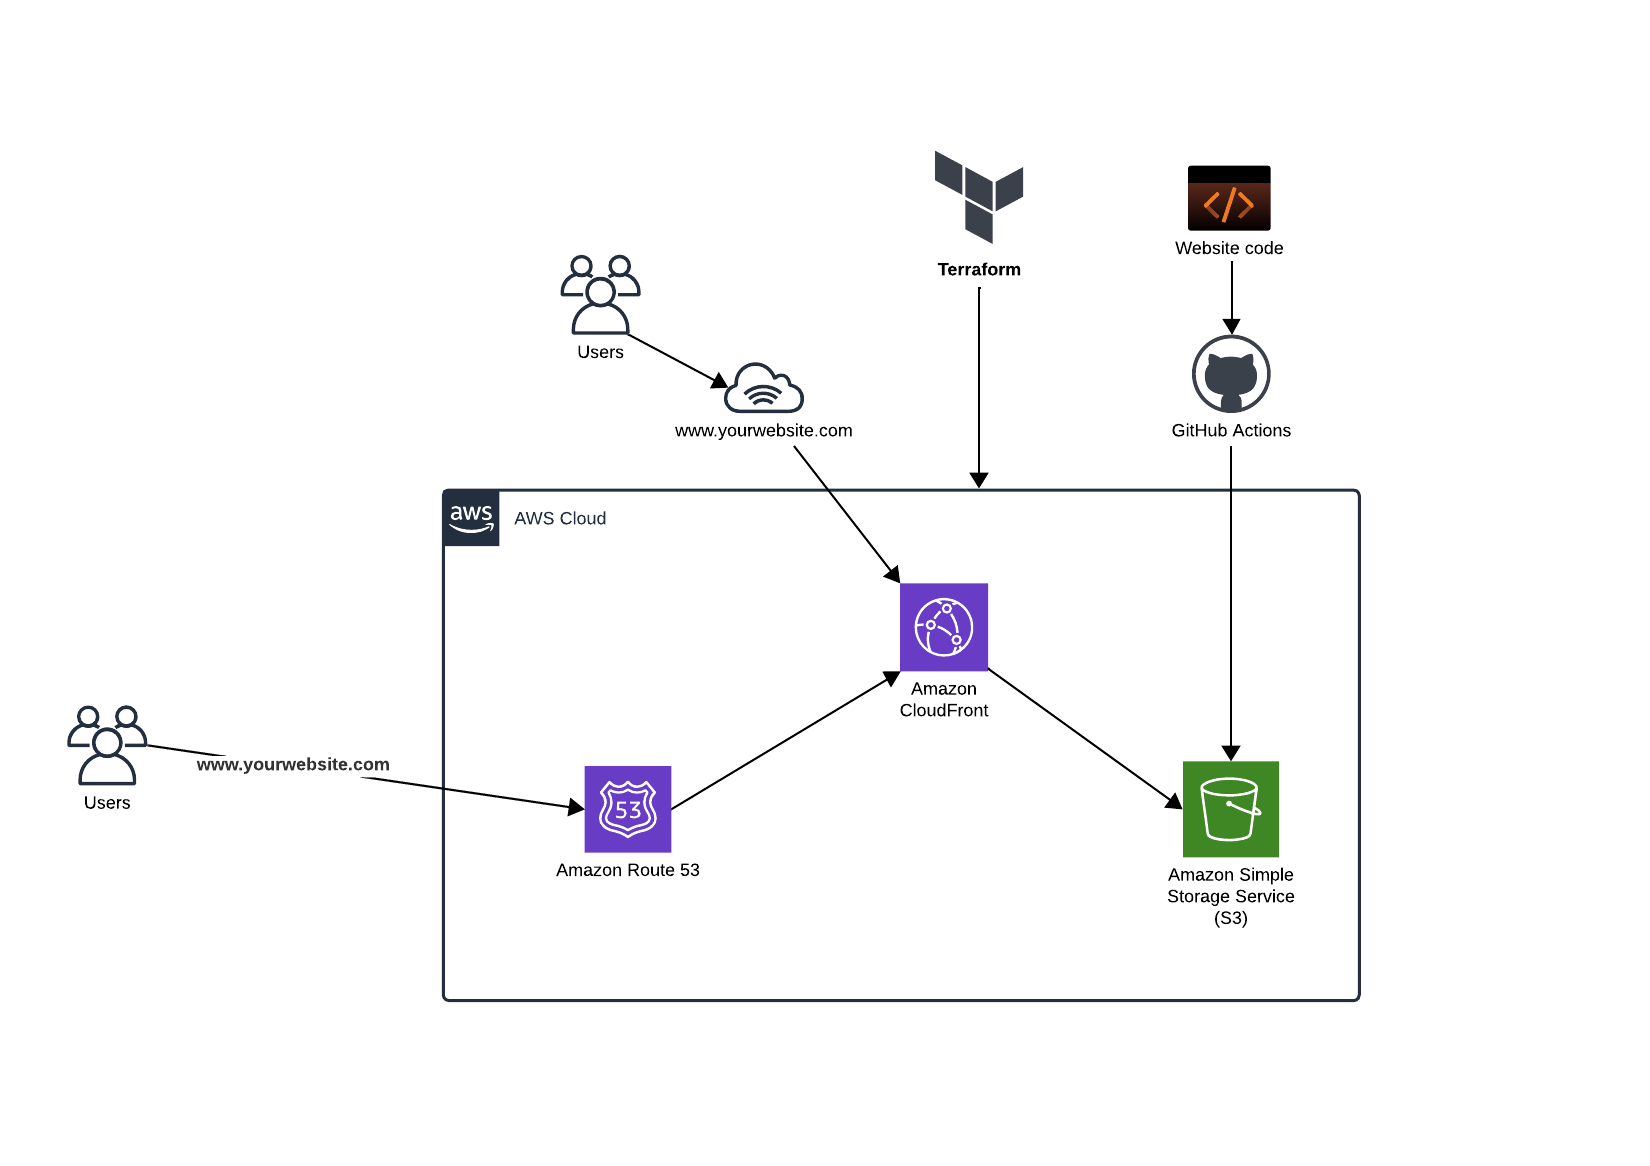 Terraform
Website code
Users
www.yourwebsite.com
GitHub Actions
aws
AWS Cloud
Amazon
CloudFront
www.yourwebsite.com
Users
53
Amazon Route 53
Amazon Simple
Storage Service
(S3)